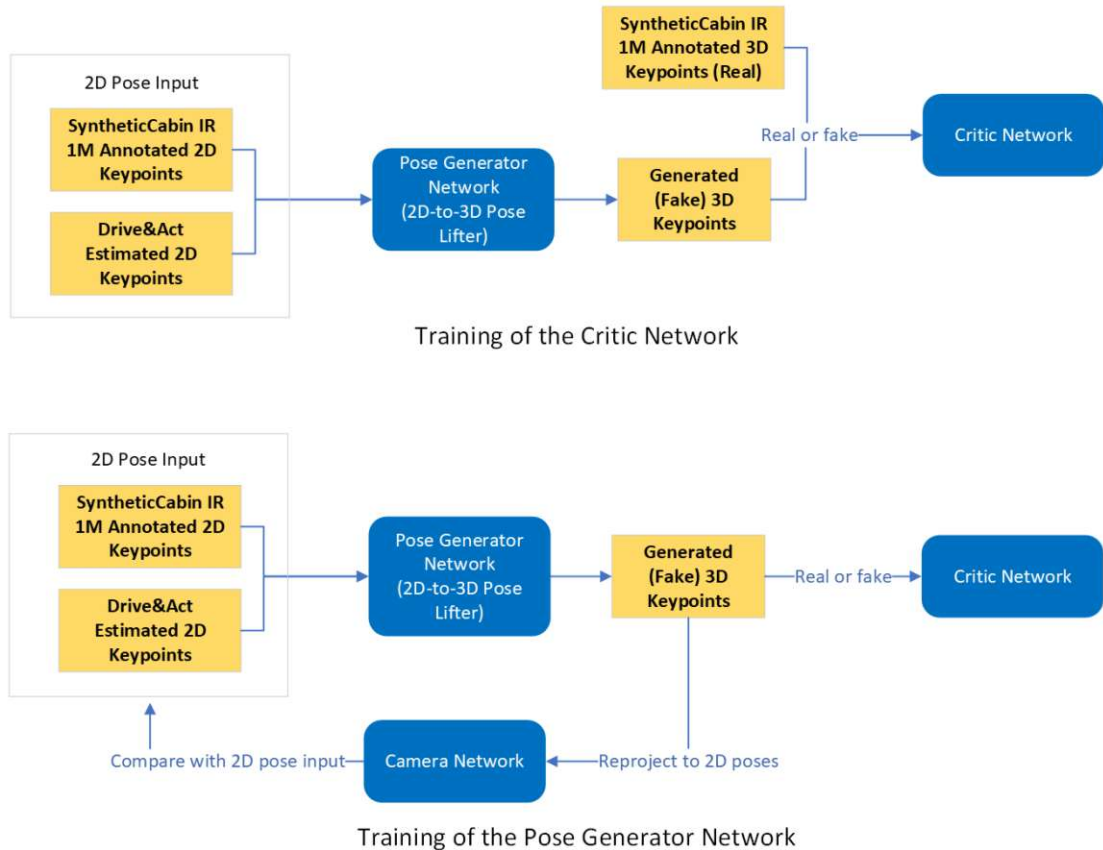 2D Pose Input
SyntheticCabin IR
1M Annotated 2D
Keypoints
Drive&Act
Estimated 2D
Keypoints
Pose Generator
Network
(2D-to-3D Pose
Lifter)
SyntheticCabin IR
1M Annotated 3D
Keypoints (Real)
Generated
(Fake) 3D
Keypoints
Real or fake
Critic Network
Training of the Critic Network
2D Pose Input
SyntheticCabin IR
1M Annotated 2D
Keypoints
Drive&Act
Estimated 2D
Keypoints
Pose Generator
Network
(2D-to-3D Pose
Lifter)
Generated
(Fake) 3D
Keypoints
Real or fake
Critic Network
Compare with 2D pose input
Camera Network
Reproject to 2D poses
Training of the Pose Generator Network